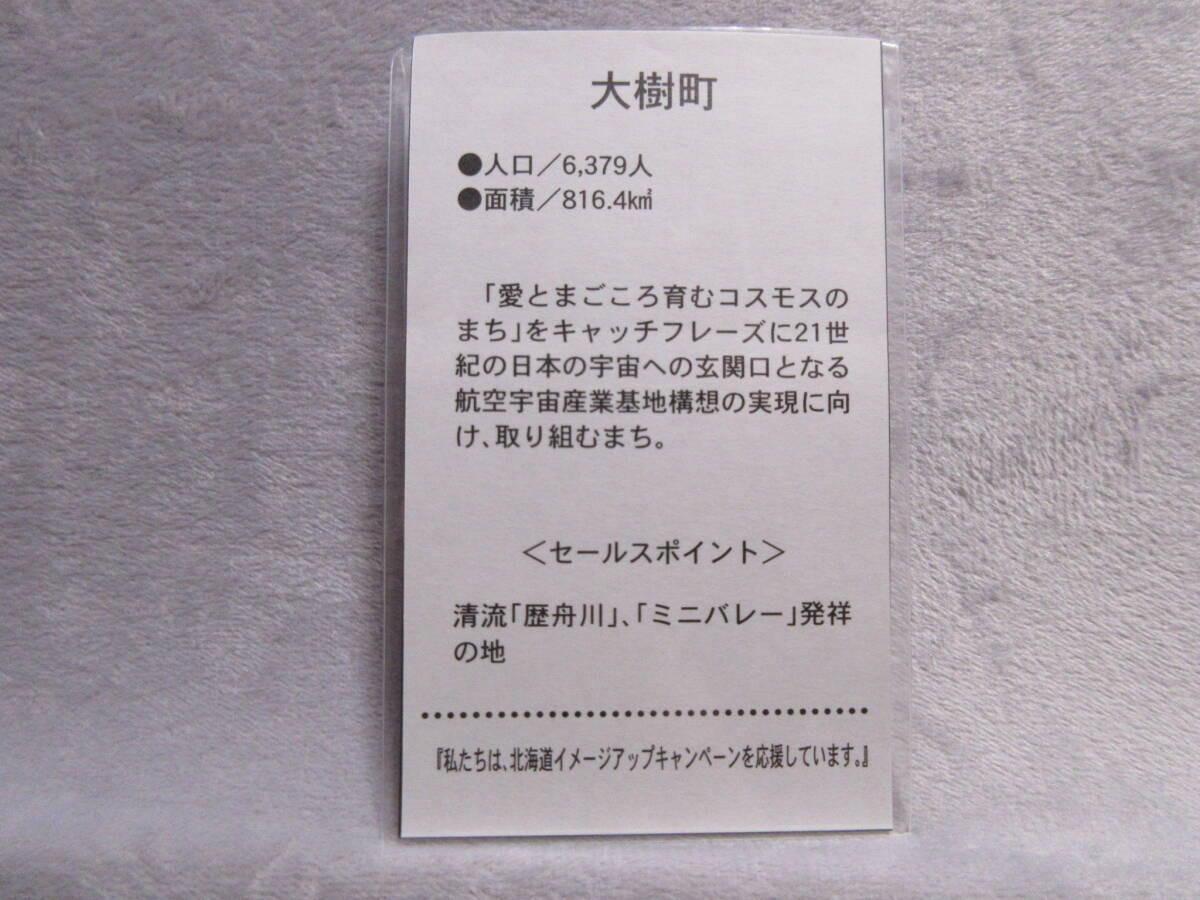 大樹町
●人口／6,379人
●面積／816.4k㎡
「愛とまごころ育むコスモスの
まち」をキャッチフレーズに21世
紀の日本の宇宙への玄関口となる
航空宇宙産業基地構想の実現に向
け、取り組むまち。
＜セールスポイント＞
清流「歴舟川」、「ミニバレー」発祥
の地
『私たちは、北海道イメージアップキャンペーンを応援しています。』